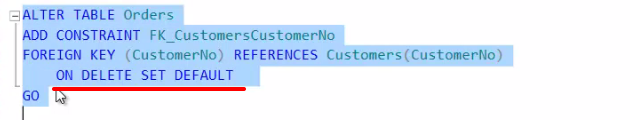 ALTER TABLE Orders
ADD CONSTRAINT FK_CustomersCustomerNo
FOREIGN KEY (CustomerNo) REFERENCES Customers(CustomerNo)
ON DELETE SET DEFAULT
GO